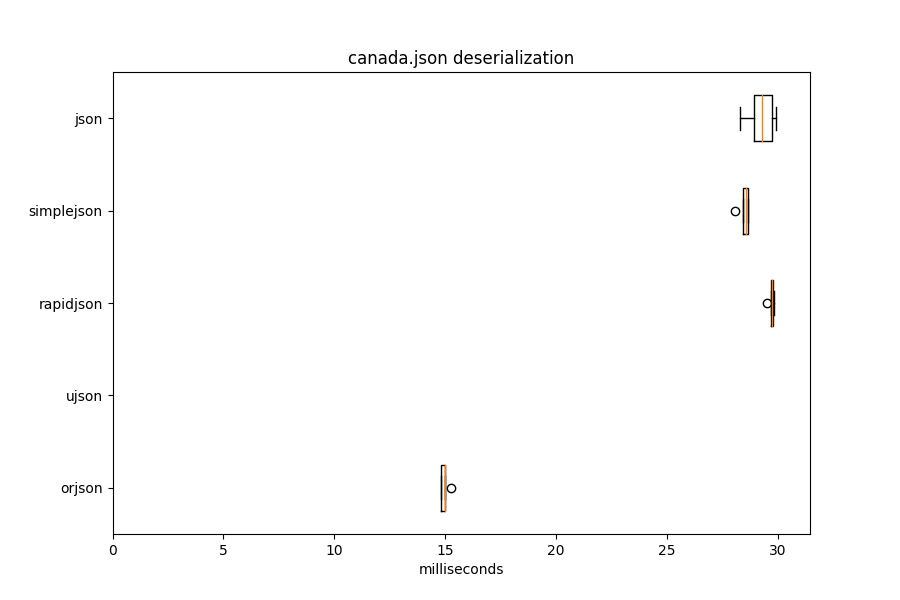 canada.json deserialization
json
simplejson
rapidjson
ujson
orjson
0 5 10 15 20 25 30
milliseconds